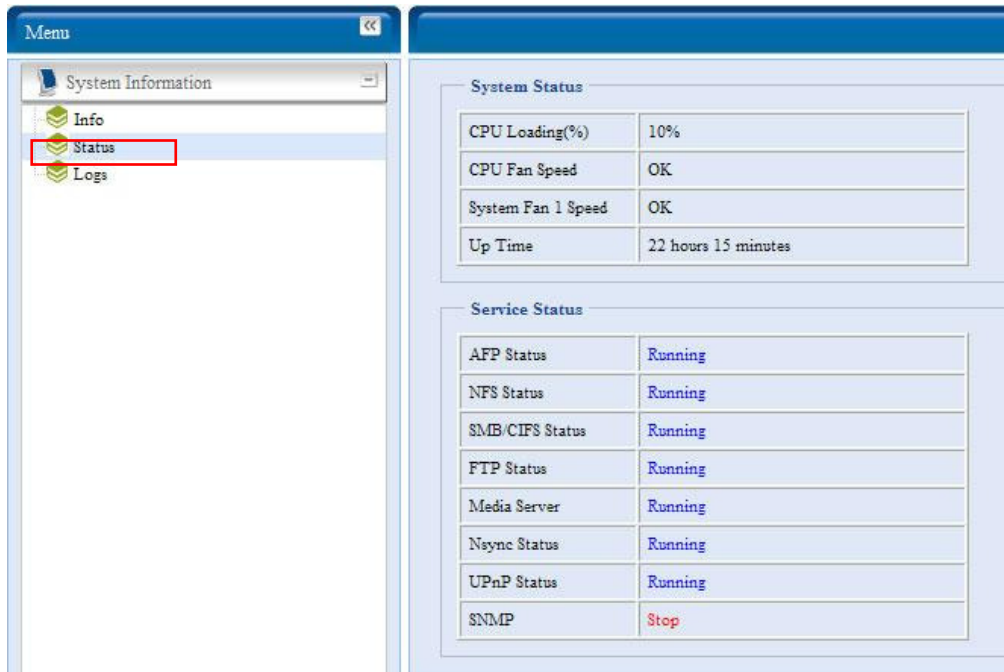 Menu
System Information
Info
Status
Logs
System Status
CPU Loading(%) 10%
CPU Fan Speed OK
System Fan 1 Speed OK
Up Time 22 hours 15 minutes
Service Status
AFP Status Running
NFS Status Running
SMB/CIFS Status Running
FTP Status Running
Media Server Running
Nsync Status Running
UPnP Status Running
SNMP Stop